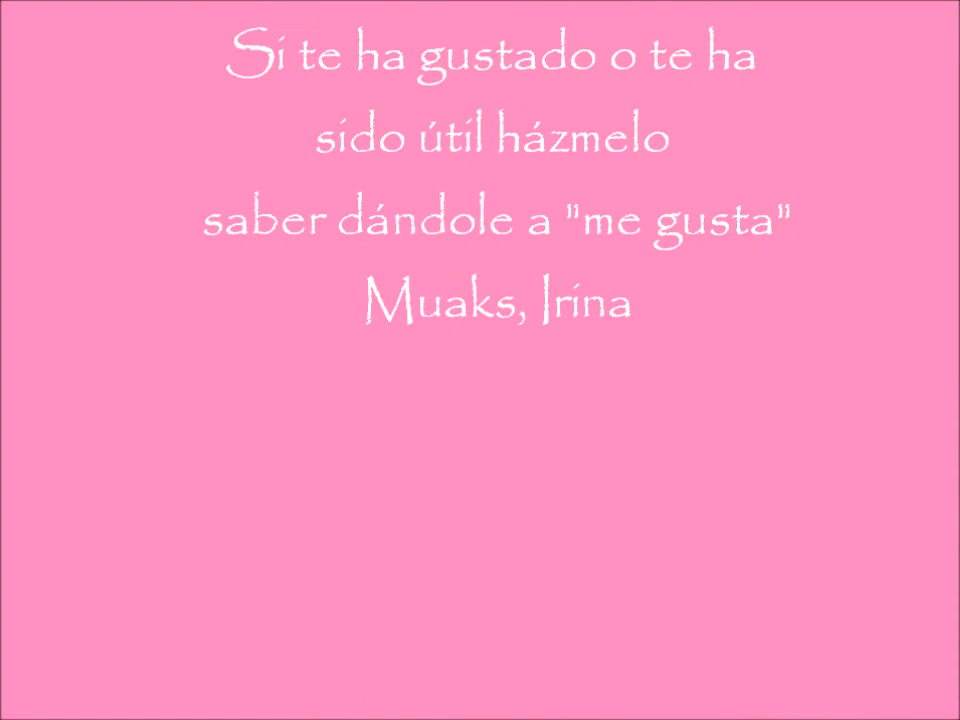 Si te ha gustado o te ha
sido útil házmelo
saber dándole a "me gusta"
Muaks, Irina